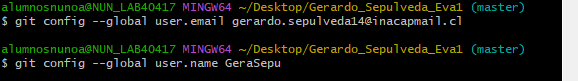 alumnosnunoa@NUN_LAB40417 MINGW64 ~/Desktop/Gerardo_Sepulveda_Eva1 (master)
$ git config --global user.email gerardo.sepulveda14@inacapmail.cl
alumnosnunoa@NUN_LAB40417 MINGW64 ~/Desktop/Gerardo_Sepulveda_Eva1 (master)
$ git config --global user.name GeraSepu